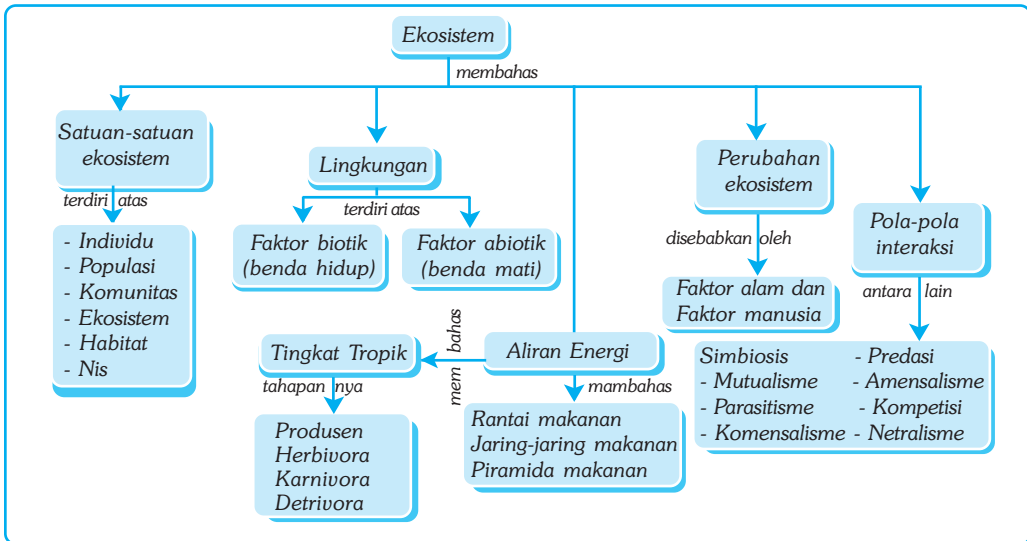 Ekosistem
membahas
Satuan-satuan
ekosistem
terdiri atas
- Individu
- Populasi
- Komunitas
- Ekosistem
- Habitat
- Nis
Lingkungan
terdiri atas
Faktor biotik
(benda hidup)
Faktor abiotik
(benda mati)
Aliran Energi
mem bahas
Tingkat Tropik
tahapan nya
Produsen
Herbivora
Karnivora
Detrivora
mambahas
Rantai makanan
Jaring-jaring makanan
Piramida makanan
Perubahan
ekosistem
disebabkan oleh
Faktor alam dan
Faktor manusia
Pola-pola
interaksi
antara lain
Simbiosis
- Mutualisme
- Parasitisme
- Komensalisme
- Predasi
- Amensalisme
- Kompetisi
- Netralisme